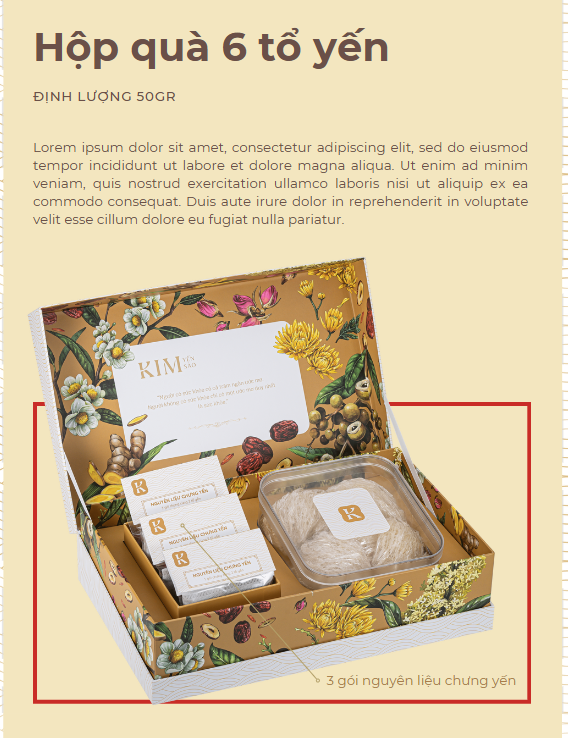 Hộp quà 6 tổ yến
ĐỊNH LƯỢNG 50GR
Lorem ipsum dolor sit amet, consectetur adipiscing elit, sed do eiusmod
tempor incididunt ut labore et dolore magna aliqua. Ut enim ad minim
veniam, quis nostrud exercitation ullamco laboris nisi ut aliquip ex ea
commodo consequat. Duis aute irure dolor in reprehenderit in voluptate
velit esse cillum dolore eu fugiat nulla pariatur.
KIM YẾN SÀO
K
NGUYÊN LIỆU CHƯNG YẾN
K
NGUYÊN LIỆU CHƯNG YẾN
K
NGUYÊN LIỆU CHƯNG YẾN
K
3 gói nguyên liệu chưng yến